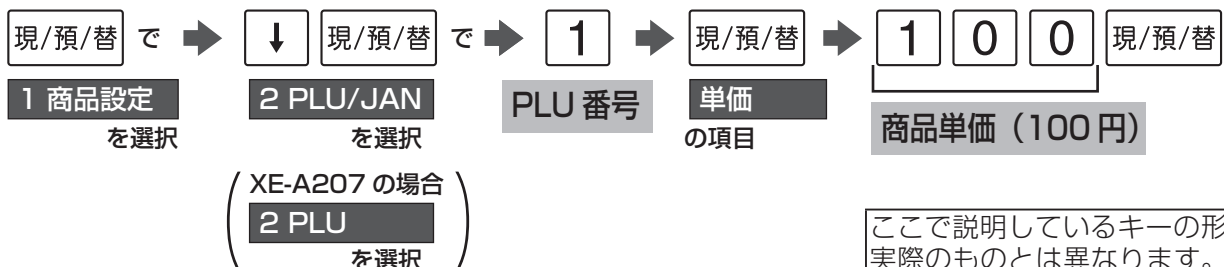 現/預/替 で ➡ ↓ 現/預/替 で ➡ 1 ➡ 現/預/替 ➡ 1 0 0 現/預/替
1 商品設定
を選択
2 PLU/JAN
を選択
XE-A207 の場合
2 PLU
を選択
PLU 番号
単価
の項目
商品単価（100 円）
ここで説明しているキーの形
実際のものとは異なります。